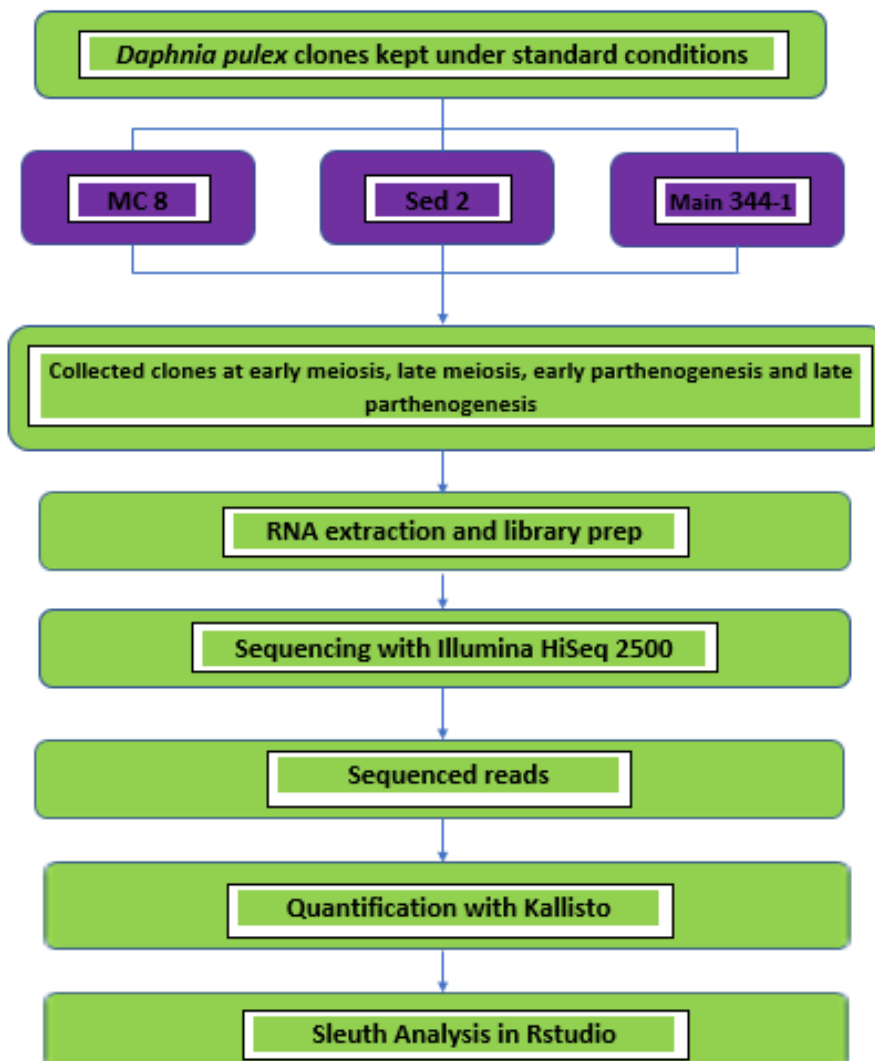 Daphnia pulex clones kept under standard conditions
MC 8
Sed 2
Main 344-1
Collected clones at early meiosis, late meiosis, early parthenogenesis and late
parthenogenesis
RNA extraction and library prep
Sequencing with Illumina HiSeq 2500
Sequenced reads
Quantification with Kallisto
Sleuth Analysis in Rstudio